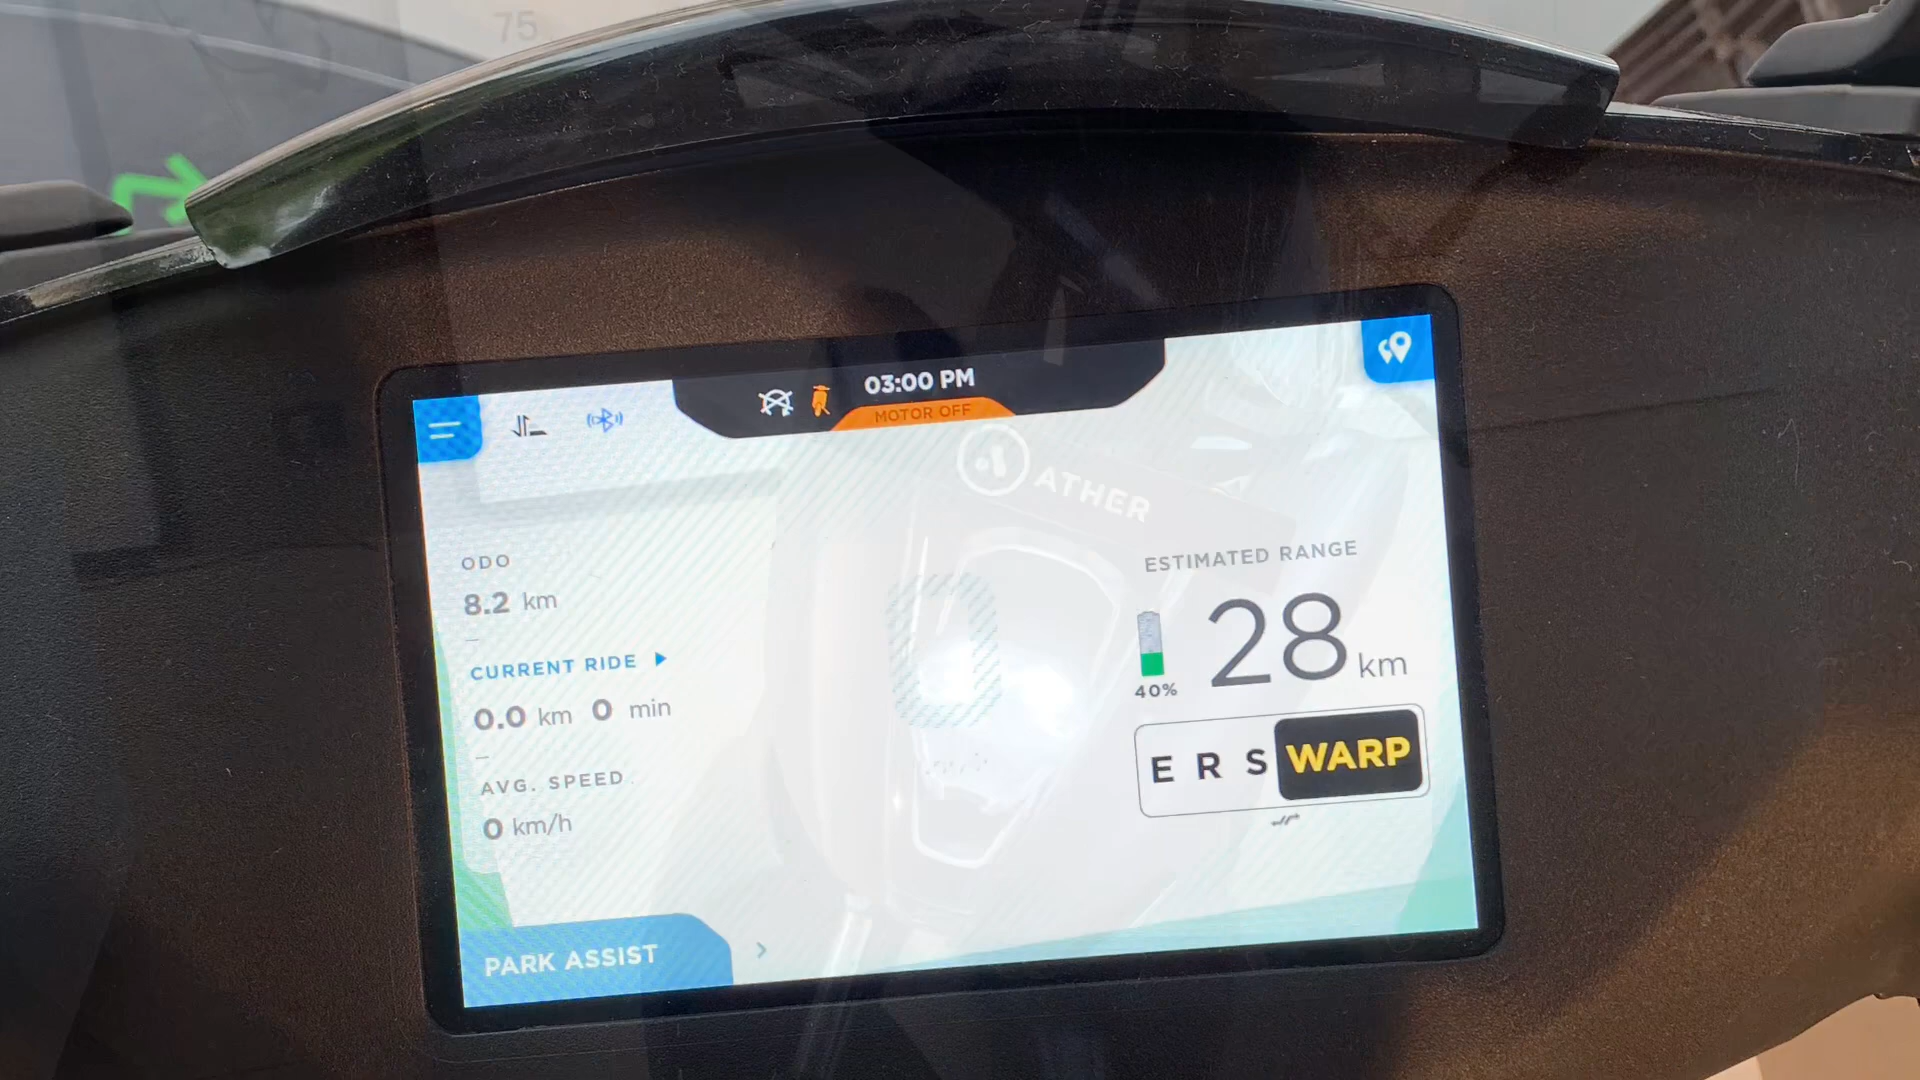 75
03:00 PM
MOTOR OFF
ATHER
ODO
8.2 km
CURRENT RIDE
0.0 km 0 min
AVG. SPEED
0 km/h
0
ESTIMATED RANGE
28 km
40%
E R S WARP
PARK ASSIST